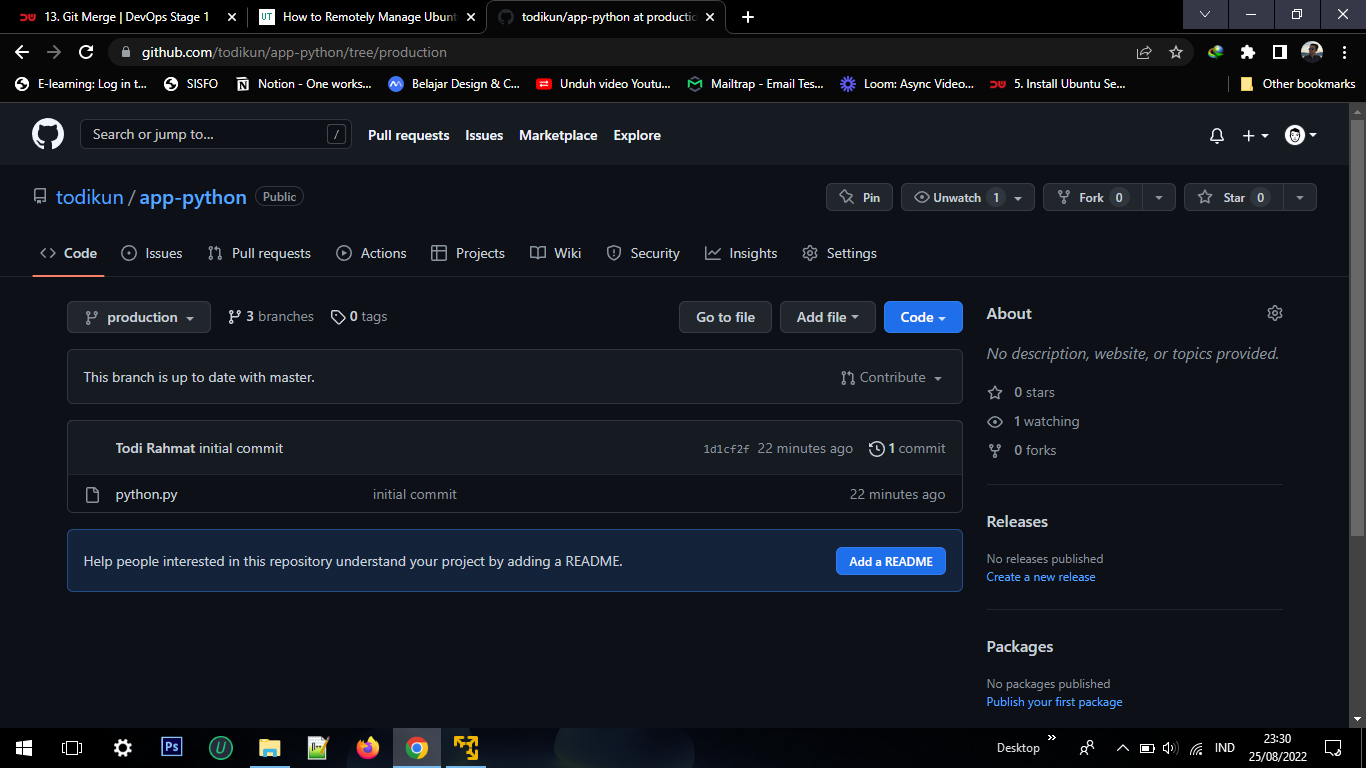 13. Git Merge | DevOps Stage 1
UT How to Remotely Manage Ubunt
todikun/app-python at productio
github.com/todikun/app-python/tree/production
E-learning: Log in t... SISFO Notion - One works... Belajar Design & C... Unduh video Youtu... Mailtrap - Email Tes... Loom: Async Video... 5. Install Ubuntu Se... Other bookmarks
Search or jump to... / Pull requests Issues Marketplace Explore
todikun / app-python Public Pin Unwatch 1 Fork 0 Star 0
Code Issues Pull requests Actions Projects Wiki Security Insights Settings
production 3 branches 0 tags Go to file Add file Code
This branch is up to date with master. Contribute
Todi Rahmat initial commit 1d1cf2f 22 minutes ago 1 commit
python.py initial commit 22 minutes ago
Help people interested in this repository understand your project by adding a README. Add a README
About
No description, website, or topics provided.
0 stars
1 watching
0 forks
Releases
No releases published
Create a new release
Packages
No packages published
Publish your first package
Ps U Desktop » IND 23:30
25/08/2022